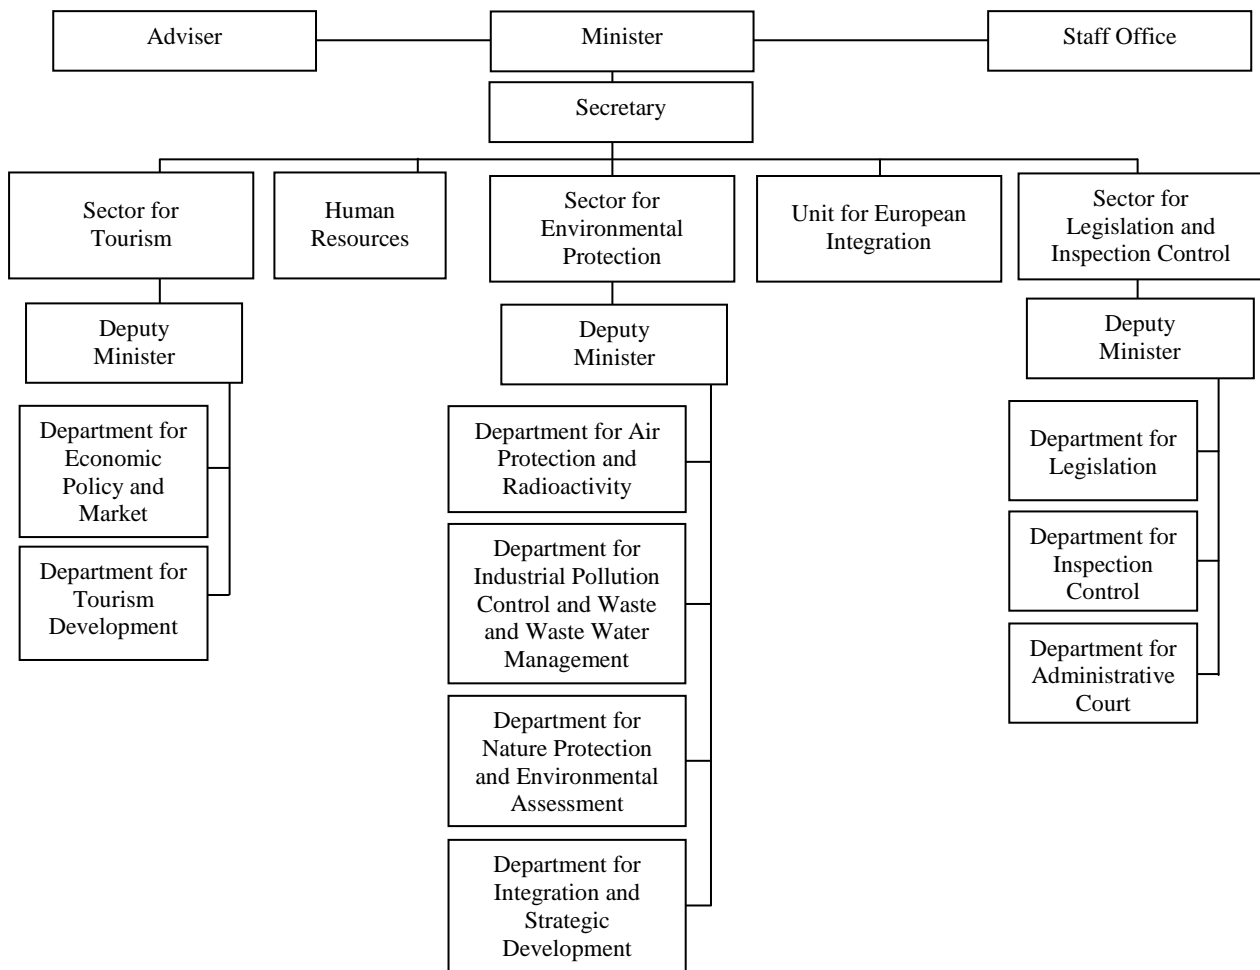 Adviser
Minister
Staff Office
Secretary
Sector for
Tourism
Human
Resources
Sector for
Environmental
Protection
Unit for European
Integration
Sector for
Legislation and
Inspection Control
Deputy
Minister
Deputy
Minister
Deputy
Minister
Department for
Economic
Policy and
Market
Department for
Tourism
Development
Department for Air
Protection and
Radioactivity
Department for
Industrial Pollution
Control and Waste
and Waste Water
Management
Department for
Nature Protection
and Environmental
Assessment
Department for
Integration and
Strategic
Development
Department for
Legislation
Department for
Inspection
Control
Department for
Administrative
Court